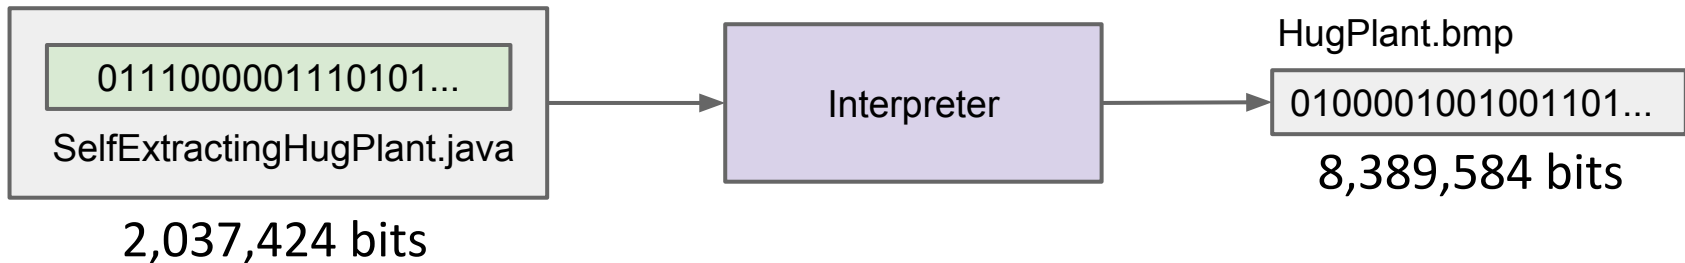 0111000001110101...
SelfExtractingHugPlant.java
2,037,424 bits
Interpreter
HugPlant.bmp
0100001001001101...
8,389,584 bits